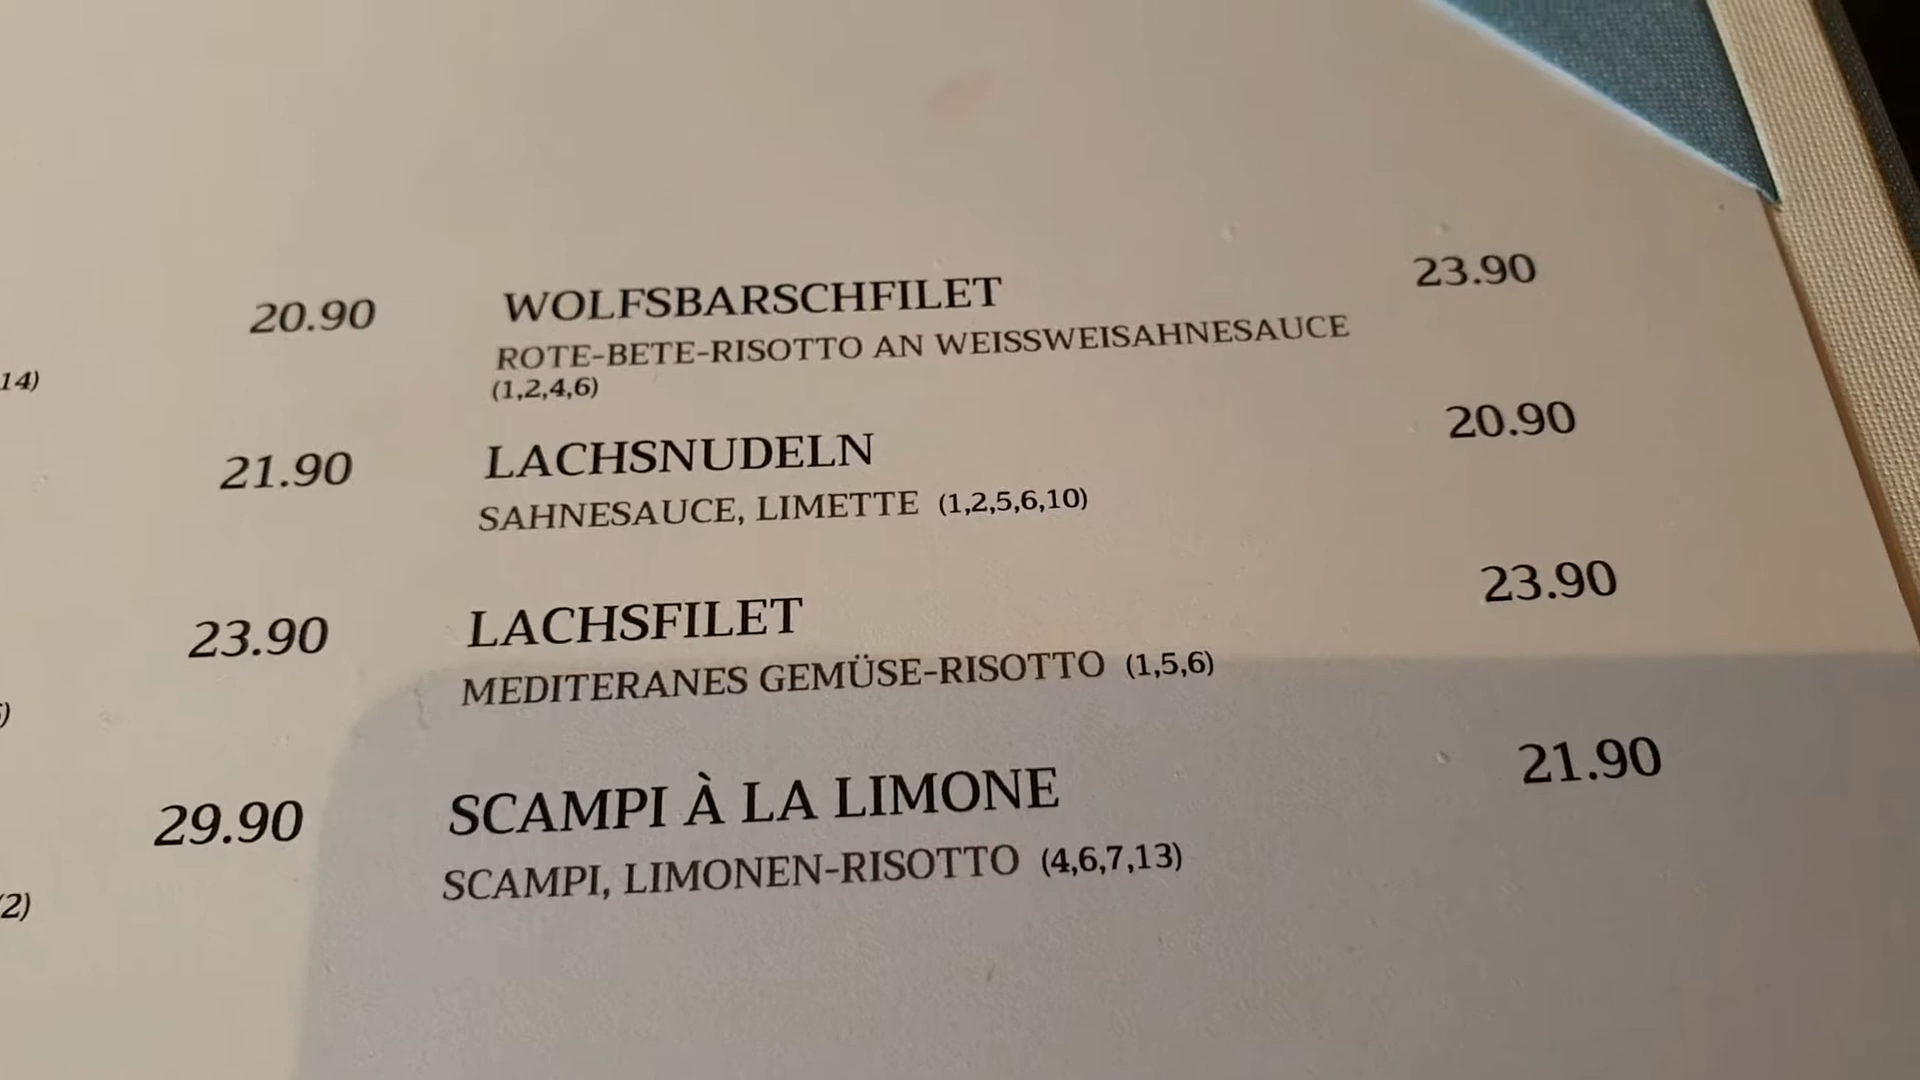 20.90
14)
21.90
23.90
)
29.90
2)
WOLFSBARSCHFILET 23.90
ROTE-BETE-RISOTTO AN WEISSWEISAHNESAUCE
(1,2,4,6)
LACHSNUDELN 20.90
SAHNESAUCE, LIMETTE (1,2,5,6,10)
LACHSFILET 23.90
MEDITERANES GEMÜSE-RISOTTO (1,5,6)
SCAMPI À LA LIMONE 21.90
SCAMPI, LIMONEN-RISOTTO (4,6,7,13)